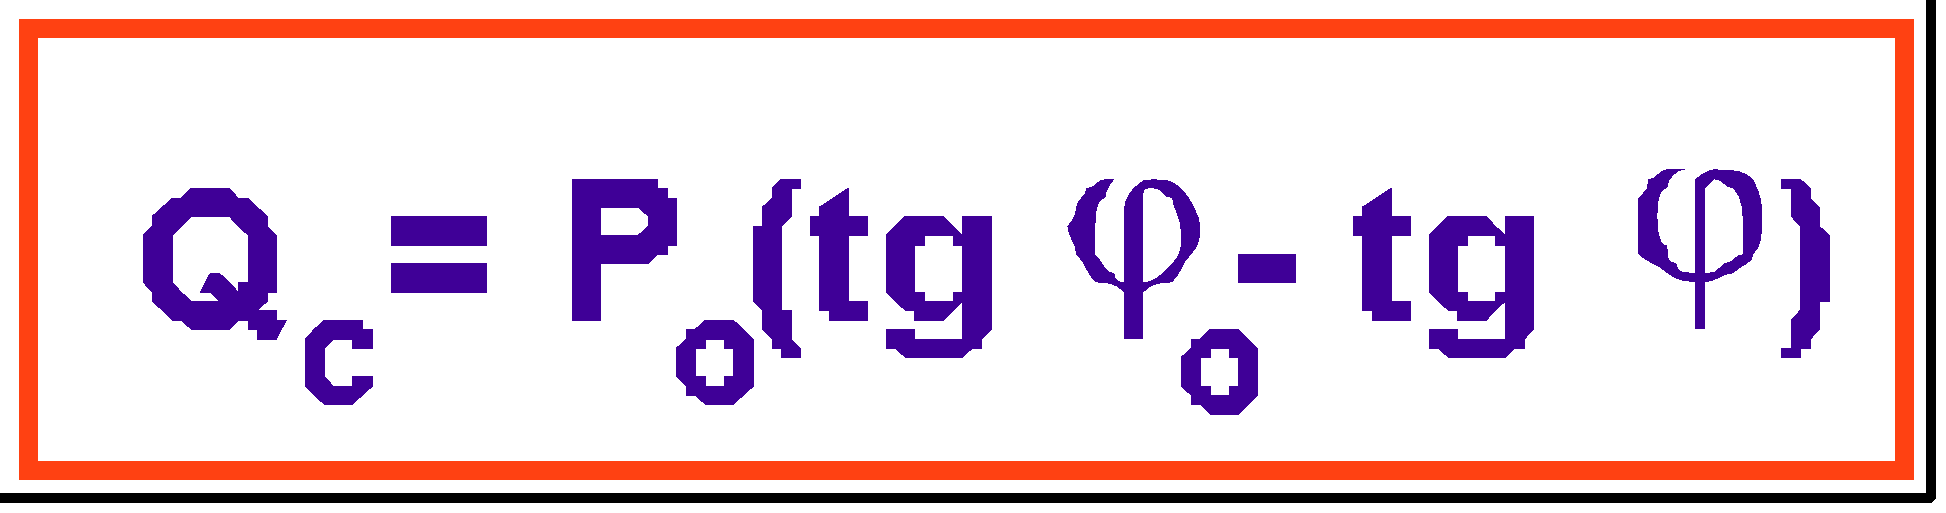 Qc = Po(tg φo - tg φ)